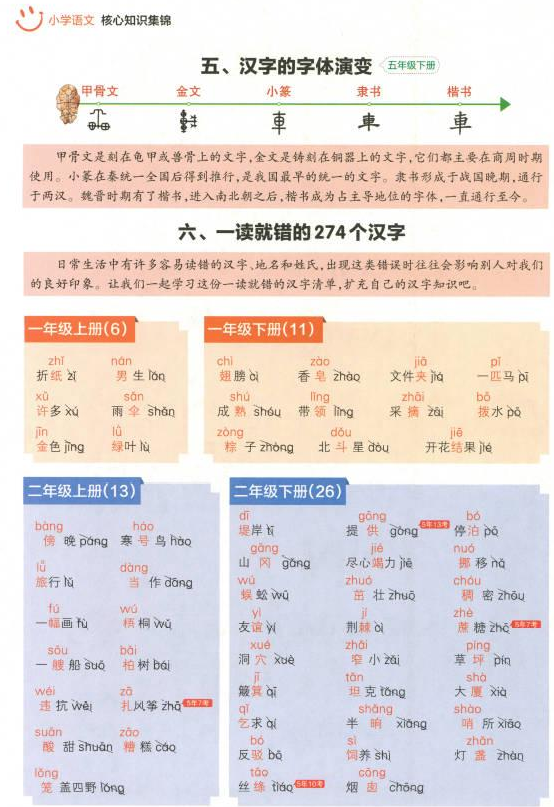 小学语文 核心知识集锦
五、汉字的字体演变 五年级下册
甲骨文 金文 小篆 隶书 楷书
車 車 車
甲骨文是刻在龟甲或兽骨上的文字,金文是铸刻在铜器上的文字,它们都主要在商周时期
使用。小篆在秦统一全国后得到推行,是我国最早的统一的文字。隶书形成于战国晚期,通行
于两汉。魏晋时期有了楷书,进入南北朝之后,楷书成为占主导地位的字体,一直通行至今。
六、一读就错的274个汉字
日常生活中有许多容易读错的汉字、地名和姓氏,出现这类错误时往往会影响别人对我们
的良好印象。让我们一起学习这份一读就错的汉字清单,扩充自己的汉字知识吧。
一年级上册(6)
zhǐ nán
折纸 zǐ 男生 lán
xǔ sǎn
许多 xú 雨伞 shǎn
jīn lǜ
金色 jīng 绿叶 lù
一年级下册(11)
chì zào jiā pǐ
翅膀 cì 香皂 zhào 文件夹 jiá 一匹马 pī
shú lǐng zhāi bō
成熟 shóu 带领 líng 采摘 zāi 拨水 pō
zòng dǒu jiē
粽子 zhòng 北斗星 dòu 开花结果 jié
二年级上册(13)
bàng háo
傍晚 páng 寒号鸟 hào
lǚ dàng
旅行 lǔ 当作 dāng
fú wú
一幅画 fù 梧桐 wǔ
sōu bǎi
一艘船 suō 柏树 bái
wéi zā
违抗 wěi 扎风筝 zhā 5年7考
suān zāo
酸甜 shuān 糟糕 cáo
lǒng
笼盖四野 lóng
二年级下册(26)
dī gōng bó
堤岸 tí 提供 gòng 5年13考 停泊 pō
gāng jié nuó
山冈 gǎng 尽心竭力 jiē 挪移 ná
wú zhuó chóu
蜈蚣 wǔ 茁壮 zhuō 稠密 zhōu
yì jí zhè
友谊 yí 荆棘 cì 蔗糖 zhē 5年7考
xué zhǎi píng
洞穴 xuè 窄小 zǎi 草坪 pín
jī tǎn shà
簸箕 qī 坦克 tāng 大厦 xià
qǐ shǎng shào
乞求 qì 半晌 xiǎng 哨所 xiāo
bó sì zhǎn
反驳 bō 饲养 shì 灯盏 zhàn
tāo cōng
丝绦 tiáo 5年10考 烟囱 chōng